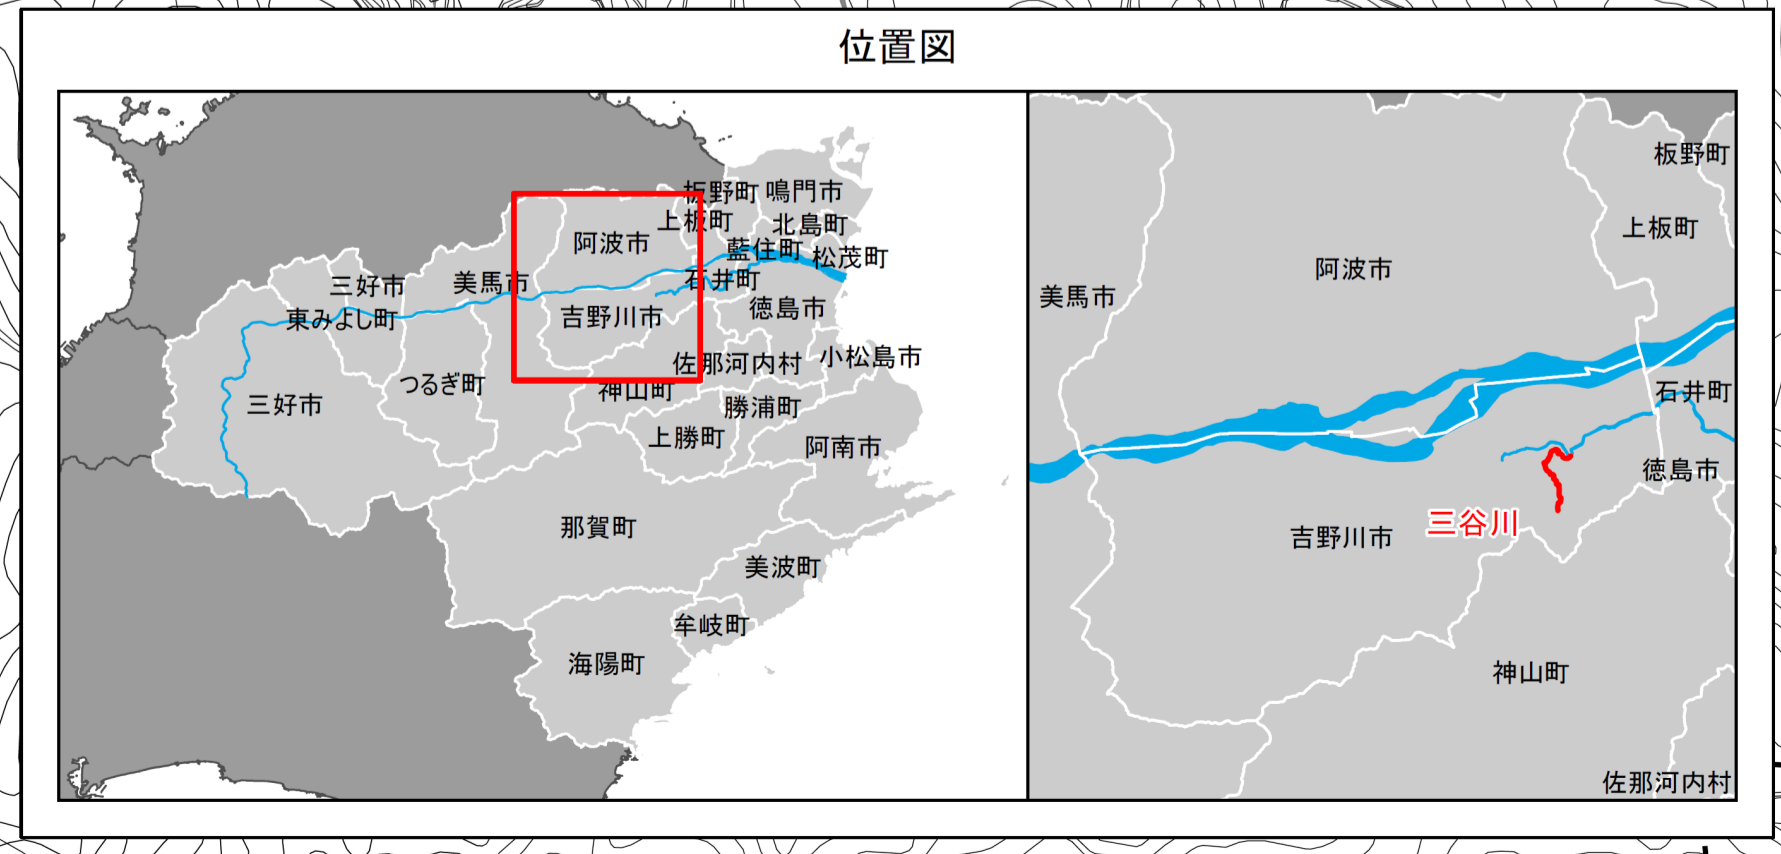 位置図
板野町
鳴門市
上板町
北島町
阿波市
藍住町
松茂町
三好市
美馬市
石井町
東みよし町
吉野川市
徳島市
佐那河内村
小松島市
つるぎ町
神山町
三好市
勝浦町
上勝町
阿南市
那賀町
美波町
牟岐町
海陽町
板野町
上板町
阿波市
美馬市
石井町
徳島市
三谷川
吉野川市
神山町
佐那河内村